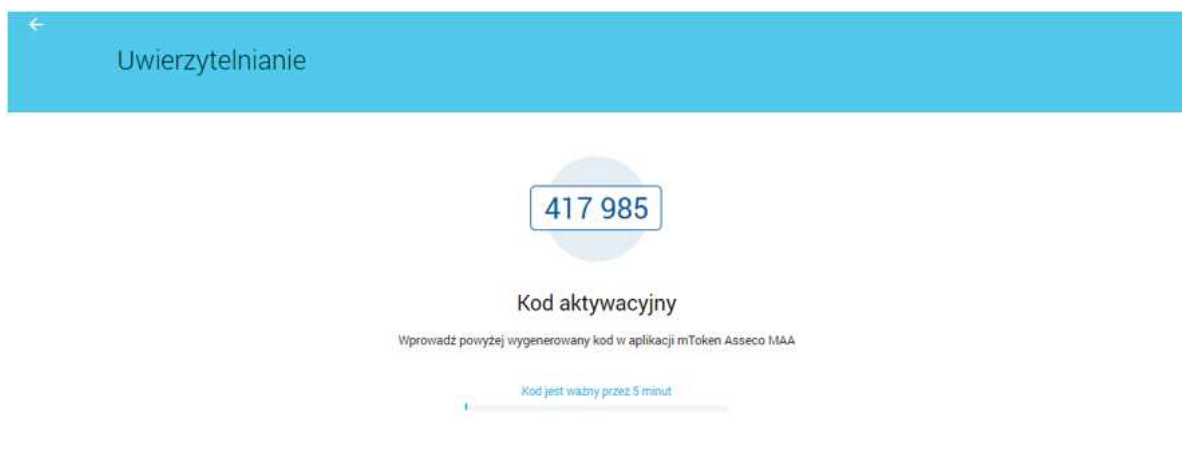 Uwierzytelnianie
417 985
Kod aktywacyjny
Wprowadź powyżej wygenerowany kod w aplikacji mToken Asseco MAA
Kod jest ważny przez 5 minut